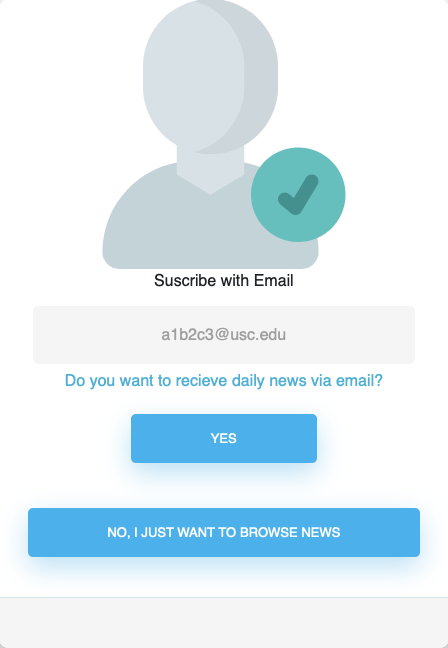 Suscribe with Email
a1b2c3@usc.edu
Do you want to recieve daily news via email?
YES
NO, I JUST WANT TO BROWSE NEWS